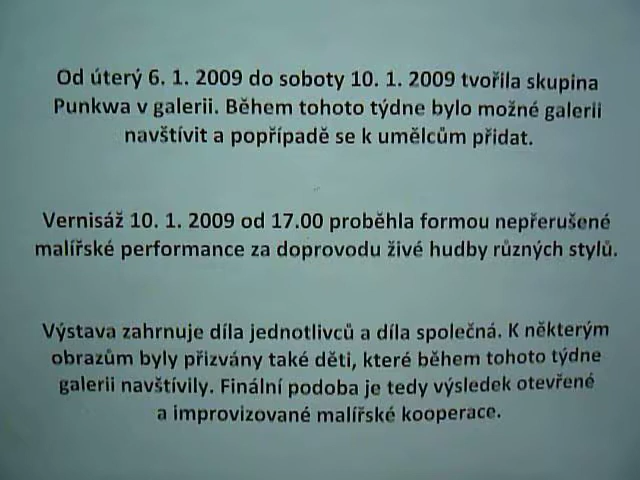 Od úterý 6. 1. 2009 do soboty 10. 1. 2009 tvořila skupina
Punkwa v galerii. Během tohoto týdne bylo možné galerii
navštívit a popřípadě se k umělcům přidat.
Vernisáž 10. 1. 2009 od 17.00 proběhla formou nepřerušené
malířské performance za doprovodu živé hudby různých stylů.
Výstava zahrnuje díla jednotlivců a díla společná. K některým
obrazům byly přizvány také děti, které během tohoto týdne
galerii navštívily. Finální podoba je tedy výsledek otevřené
a improvizované malířské kooperace.